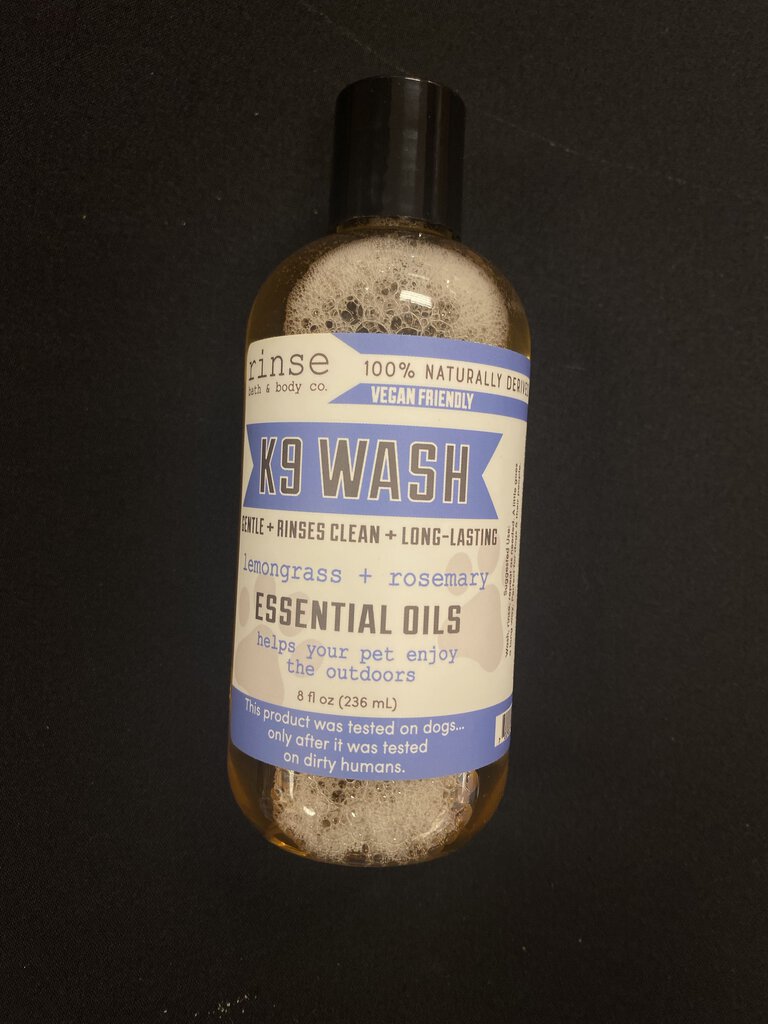 rinse
bath & body co.
100% NATURALLY DERIVED
VEGAN FRIENDLY
K9 WASH
GENTLE + RINSES CLEAN + LONG-LASTING
lemongrass + rosemary
ESSENTIAL OILS
helps your pet enjoy
the outdoors
8 fl oz (236 mL)
This product was tested on dogs...
only after it was tested
on dirty humans.
Suggested Use: